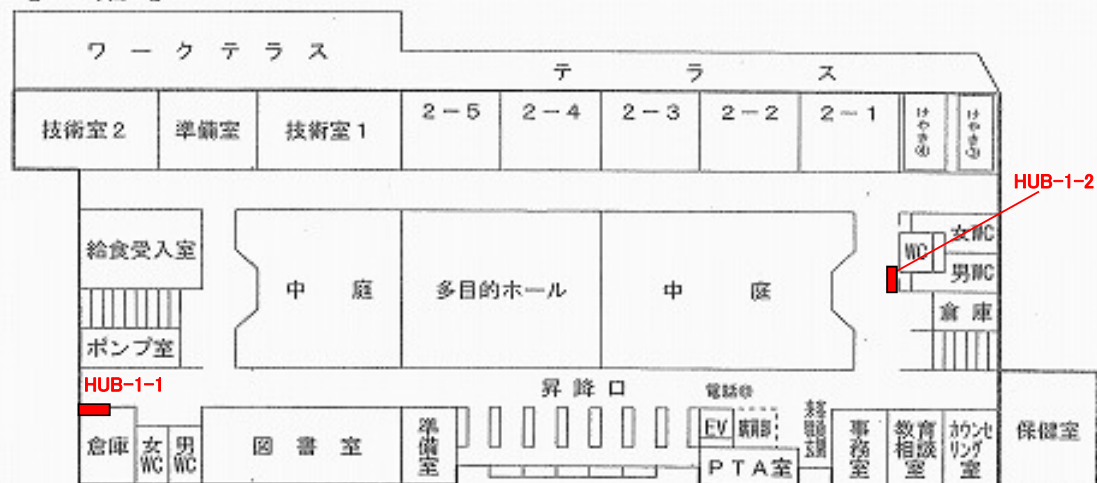 ワークテラス
テラス
技術室2
準備室
技術室1
2-5
2-4
2-3
2-2
2-1
けやき④
けやき③
HUB-1-2
給食受入室
中庭
多目的ホール
中庭
WC
女WC
男WC
倉庫
ポンプ室
HUB-1-1
昇降口
電話
倉庫
女WC
男WC
図書室
準備室
EV
PTA室
事務室
教育相談室
カウンセリング室
保健室